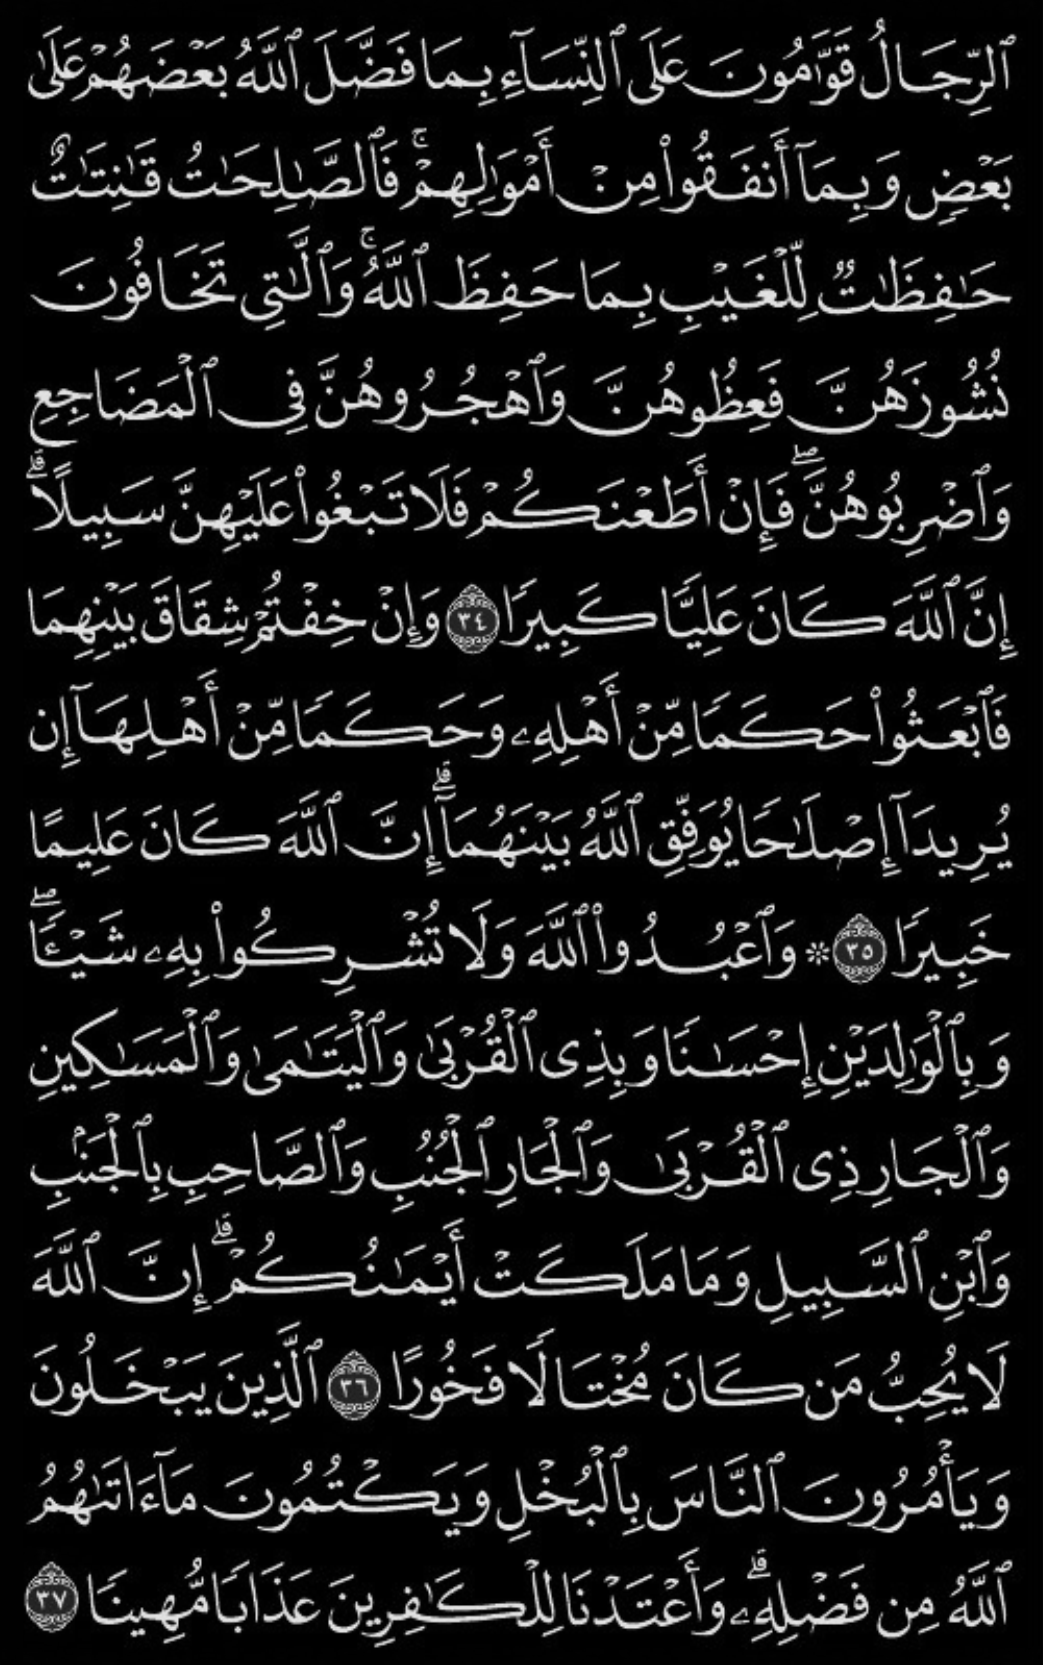 ٱلرِّجَالُ قَوَّٰمُونَ عَلَى ٱلنِّسَآءِ بِمَا فَضَّلَ ٱللَّهُ بَعْضَهُمْ عَلَىٰ
بَعْضٍ وَبِمَآ أَنفَقُوا۟ مِنْ أَمْوَٰلِهِمْ ۚ فَٱلصَّٰلِحَٰتُ قَٰنِتَٰتٌ
حَٰفِظَٰتٌ لِّلْغَيْبِ بِمَا حَفِظَ ٱللَّهُ ۚ وَٱلَّٰتِى تَخَافُونَ
نُشُوزَهُنَّ فَعِظُوهُنَّ وَٱهْجُرُوهُنَّ فِى ٱلْمَضَاجِعِ
وَٱضْرِبُوهُنَّ ۖ فَإِنْ أَطَعْنَكُمْ فَلَا تَبْغُوا۟ عَلَيْهِنَّ سَبِيلًا ۗ
إِنَّ ٱللَّهَ كَانَ عَلِيًّا كَبِيرًا ٣٤ وَإِنْ خِفْتُمْ شِقَاقَ بَيْنِهِمَا
فَٱبْعَثُوا۟ حَكَمًا مِّنْ أَهْلِهِۦ وَحَكَمًا مِّنْ أَهْلِهَآ إِن
يُرِيدَآ إِصْلَٰحًا يُوَفِّقِ ٱللَّهُ بَيْنَهُمَآ ۗ إِنَّ ٱللَّهَ كَانَ عَلِيمًا
خَبِيرًا ٣٥ ۞ وَٱعْبُدُوا۟ ٱللَّهَ وَلَا تُشْرِكُوا۟ بِهِۦ شَيْـًٔا ۖ
وَبِٱلْوَٰلِدَيْنِ إِحْسَٰنًا وَبِذِى ٱلْقُرْبَىٰ وَٱلْيَتَٰمَىٰ وَٱلْمَسَٰكِينِ
وَٱلْجَارِ ذِى ٱلْقُرْبَىٰ وَٱلْجَارِ ٱلْجُنُبِ وَٱلصَّاحِبِ بِٱلْجَنۢبِ
وَٱبْنِ ٱلسَّبِيلِ وَمَا مَلَكَتْ أَيْمَٰنُكُمْ ۗ إِنَّ ٱللَّهَ
لَا يُحِبُّ مَن كَانَ مُخْتَالًا فَخُورًا ٣٦ ٱلَّذِينَ يَبْخَلُونَ
وَيَأْمُرُونَ ٱلنَّاسَ بِٱلْبُخْلِ وَيَكْتُمُونَ مَآ ءَاتَىٰهُمُ
ٱللَّهُ مِن فَضْلِهِۦ ۗ وَأَعْتَدْنَا لِلْكَٰفِرِينَ عَذَابًا مُّهِينًا ٣٧